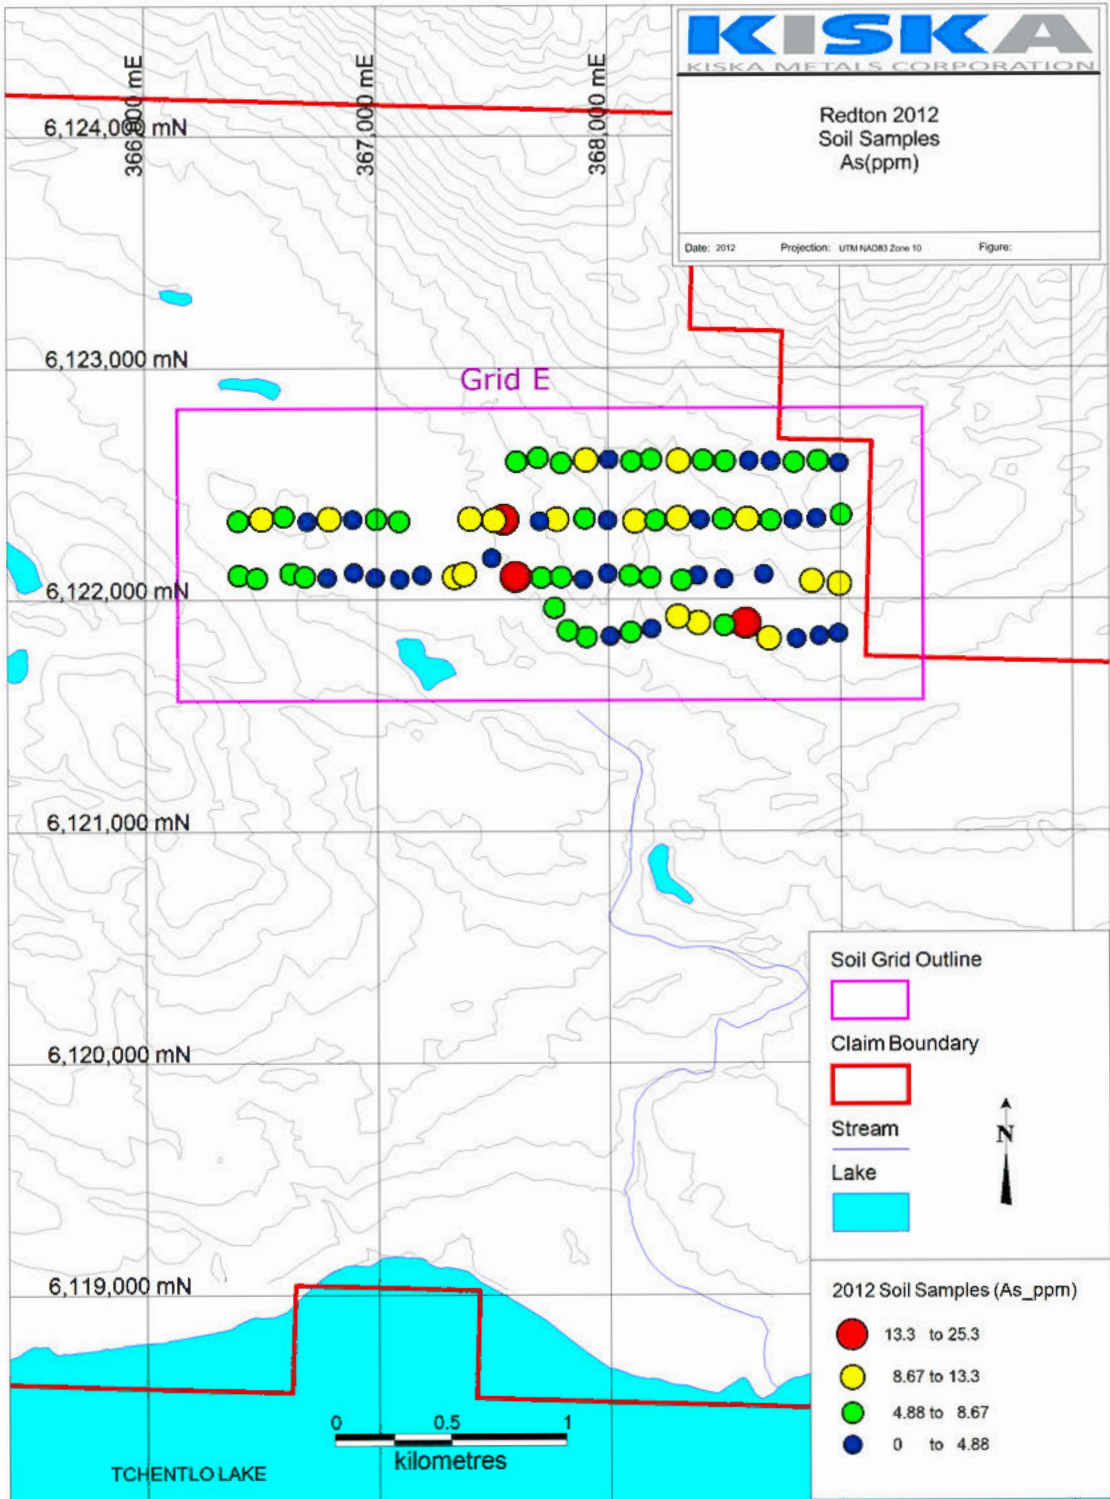 KISKA
KISKA METALS CORPORATION
Redton 2012
Soil Samples
As(ppm)
Date: 2012 Projection: UTM NAD83 Zone 10 Figure:
366,000 mE
367,000 mE
368,000 mE
6,124,000 mN
6,123,000 mN
Grid E
6,122,000 mN
6,121,000 mN
6,120,000 mN
6,119,000 mN
Soil Grid Outline
Claim Boundary
Stream
Lake
N
2012 Soil Samples (As_ppm)
13.3 to 25.3
8.67 to 13.3
4.88 to 8.67
0 to 4.88
0 0.5 1
kilometres
TCHENTLO LAKE